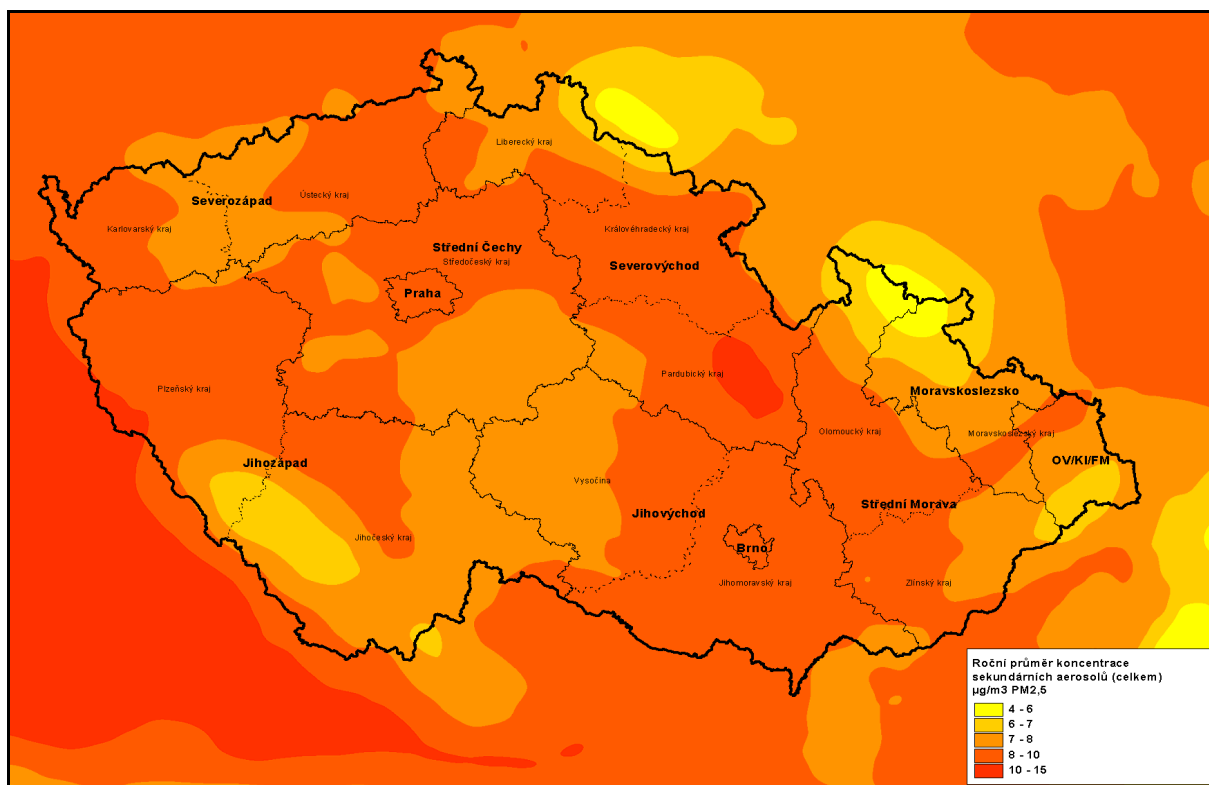 Liberecký kraj
Ústecký kraj
Severozápad
Karlovarský kraj
Královéhradecký kraj
Střední Čechy
Středočeský kraj
Severovýchod
Praha
Pardubický kraj
Plzeňský kraj
Moravskoslezsko
Olomoucký kraj
Moravskoslezský kraj
Jihozápad
OV/KI/FM
Vysočina
Střední Morava
Jihovýchod
Jihočeský kraj
Brno
Jihomoravský kraj
Zlínský kraj
Roční průměr koncentrace
sekundárních aerosolů (celkem)
µg/m3 PM2,5
4 - 6
6 - 7
7 - 8
8 - 10
10 - 15